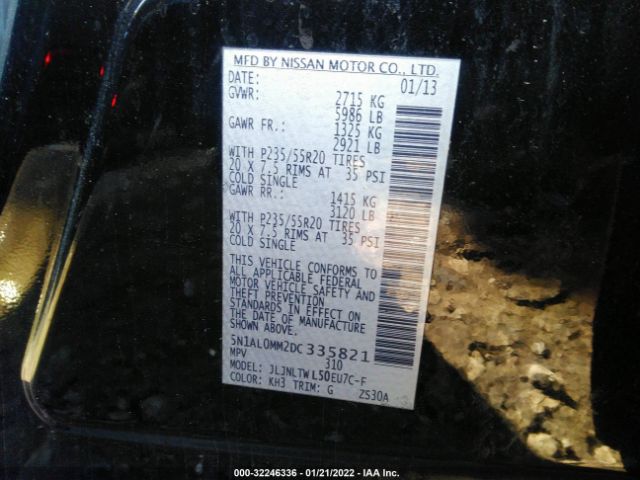 MFD BY NISSAN MOTOR CO., LTD.
DATE: 01/13
GVWR: 2715 KG
5986 LB
GAWR FR.: 1325 KG
2921 LB
WITH P235/55R20 TIRES
20 X 7.5 RIMS AT 35 PSI
COLD SINGLE
GAWR RR.: 1415 KG
3120 LB
WITH P235/55R20 TIRES
20 X 7.5 RIMS AT 35 PSI
COLD SINGLE
THIS VEHICLE CONFORMS TO
ALL APPLICABLE FEDERAL
MOTOR VEHICLE SAFETY AND
THEFT PREVENTION
STANDARDS IN EFFECT ON
THE DATE OF MANUFACTURE
SHOWN ABOVE.
5N1AL0MM2DC335821
MPV 310
MODEL: JLJNLTWL50EU7C-F
COLOR: KH3 TRIM: G ZS30A
000-32246336 - 01/21/2022 - IAA Inc.